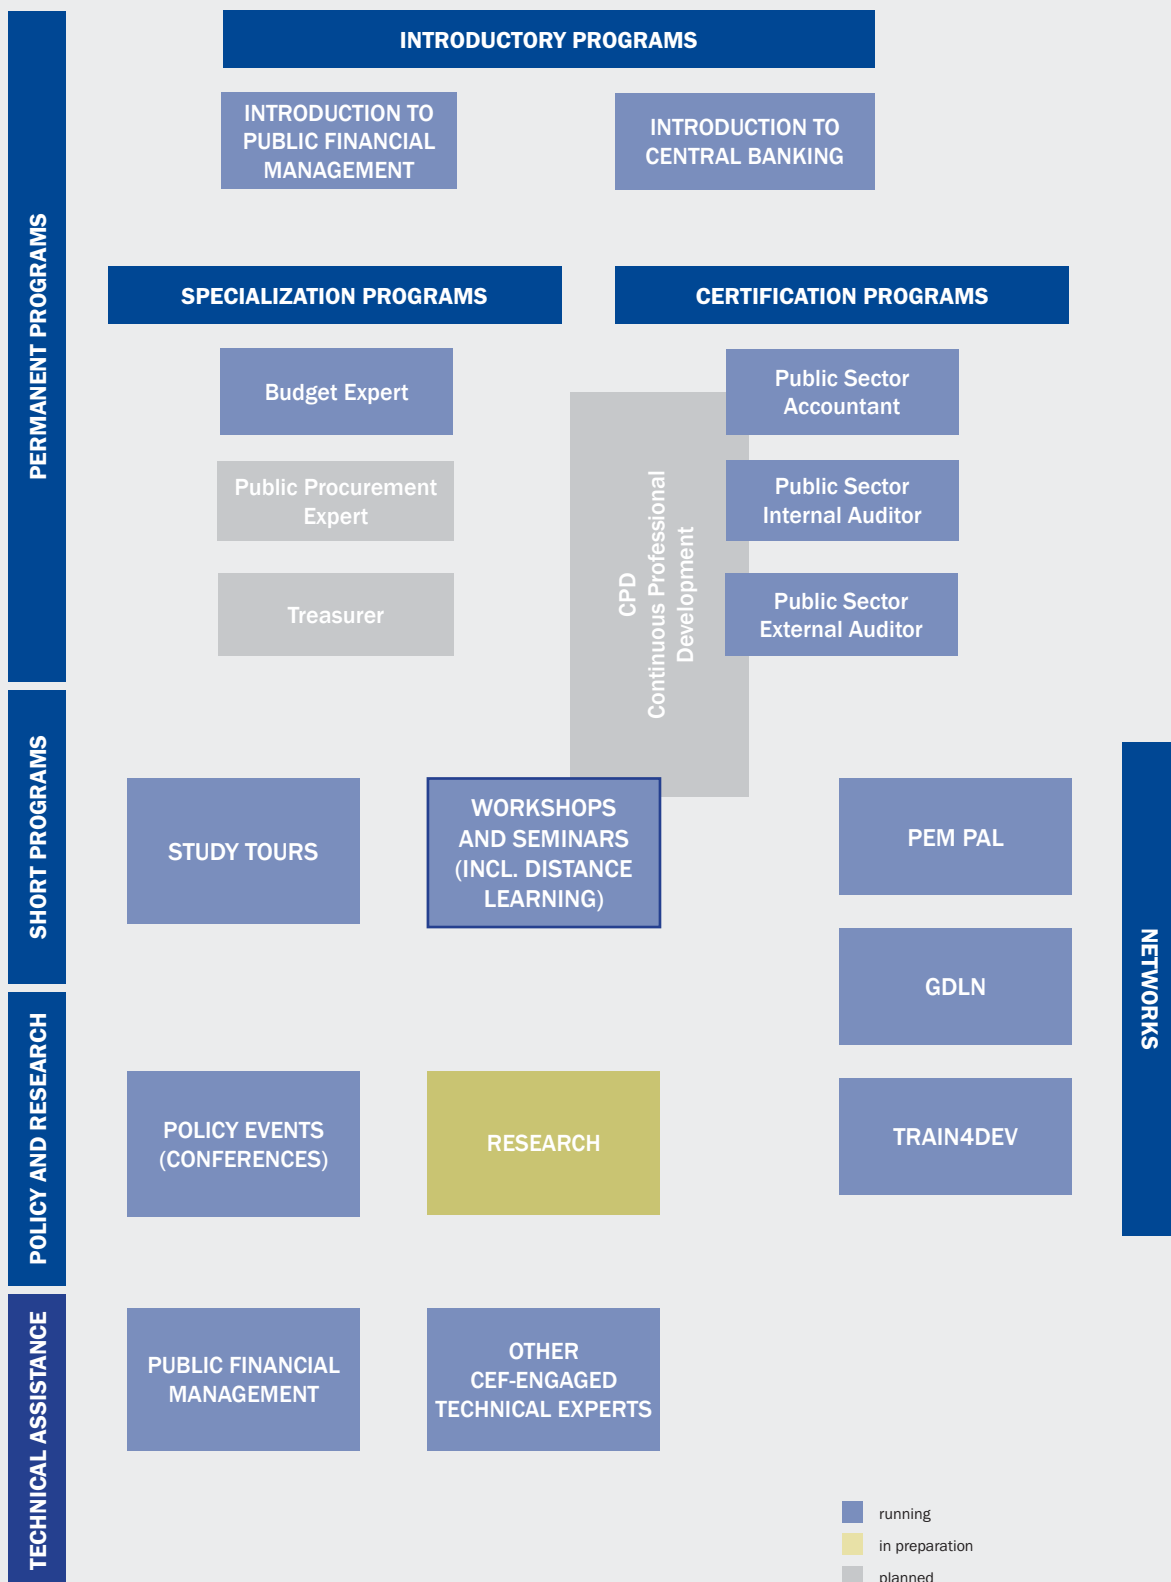 PERMANENT PROGRAMS
INTRODUCTORY PROGRAMS
INTRODUCTION TO
PUBLIC FINANCIAL
MANAGEMENT
INTRODUCTION TO
CENTRAL BANKING
SPECIALIZATION PROGRAMS
CERTIFICATION PROGRAMS
Budget Expert
Public Procurement
Expert
Treasurer
CPD
Continuous Professional
Development
Public Sector
Accountant
Public Sector
Internal Auditor
Public Sector
External Auditor
SHORT PROGRAMS
STUDY TOURS
WORKSHOPS
AND SEMINARS
(INCL. DISTANCE
LEARNING)
NETWORKS
PEM PAL
GDLN
TRAIN4DEV
POLICY AND RESEARCH
POLICY EVENTS
(CONFERENCES)
RESEARCH
TECHNICAL ASSISTANCE
PUBLIC FINANCIAL
MANAGEMENT
OTHER
CEF-ENGAGED
TECHNICAL EXPERTS
running
in preparation
planned